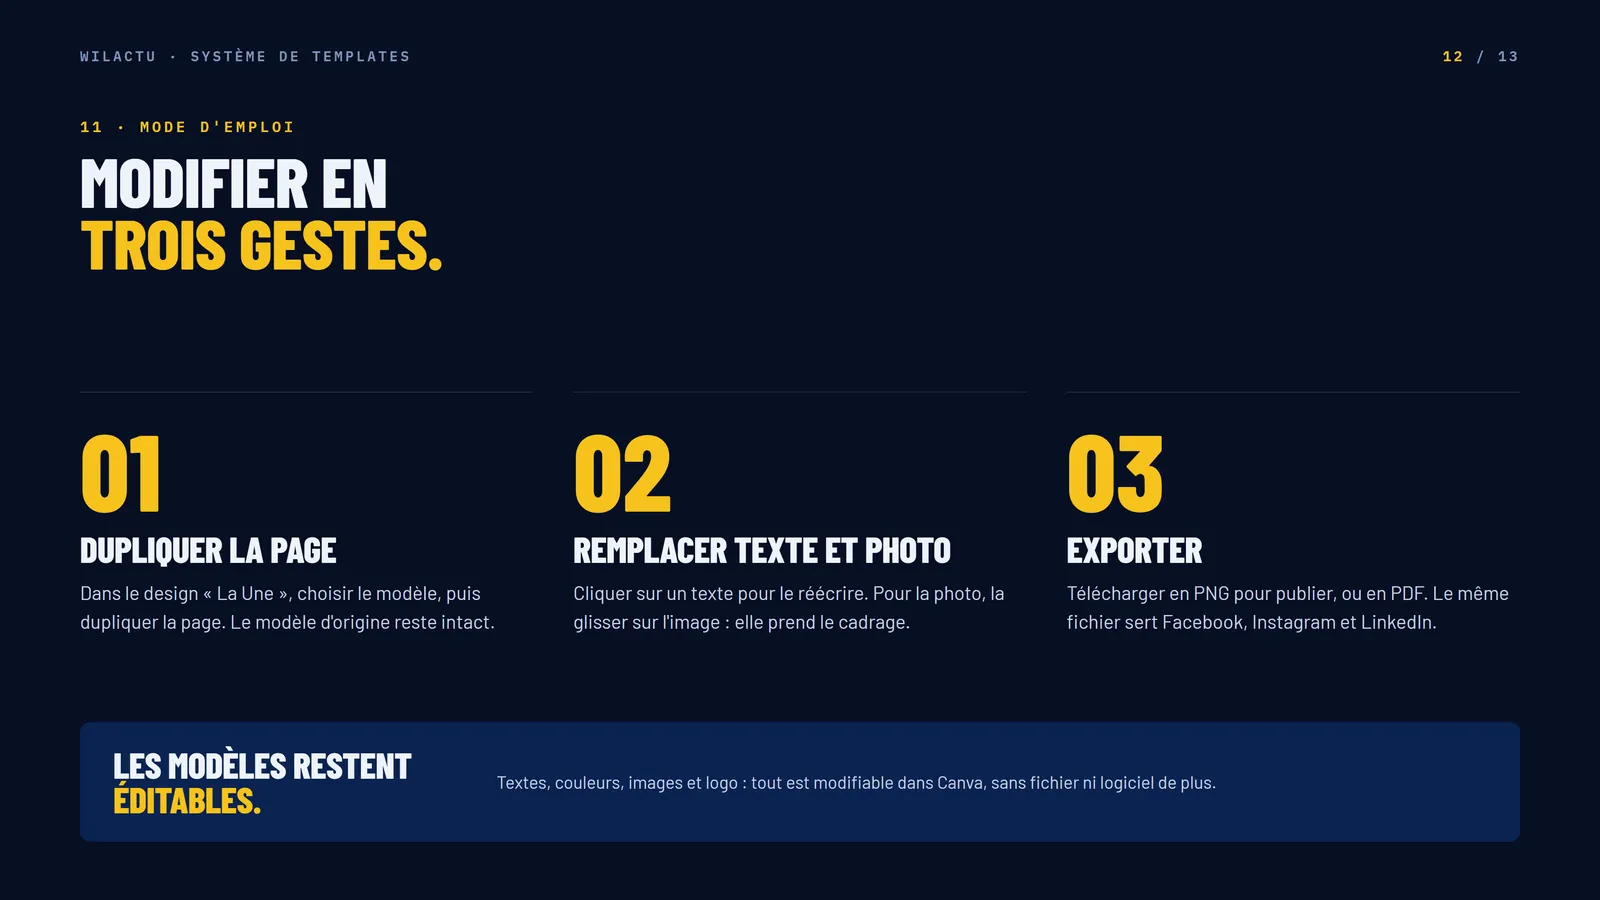 WILACTU · SYSTÈME DE TEMPLATES
12 / 13
11 · MODE D'EMPLOI
MODIFIER EN
TROIS GESTES.
01
DUPLIQUER LA PAGE
Dans le design « La Une », choisir le modèle, puis
dupliquer la page. Le modèle d'origine reste intact.
02
REMPLACER TEXTE ET PHOTO
Cliquer sur un texte pour le réécrire. Pour la photo, la
glisser sur l'image : elle prend le cadrage.
03
EXPORTER
Télécharger en PNG pour publier, ou en PDF. Le même
fichier sert Facebook, Instagram et LinkedIn.
LES MODÈLES RESTENT
ÉDITABLES.
Textes, couleurs, images et logo : tout est modifiable dans Canva, sans fichier ni logiciel de plus.